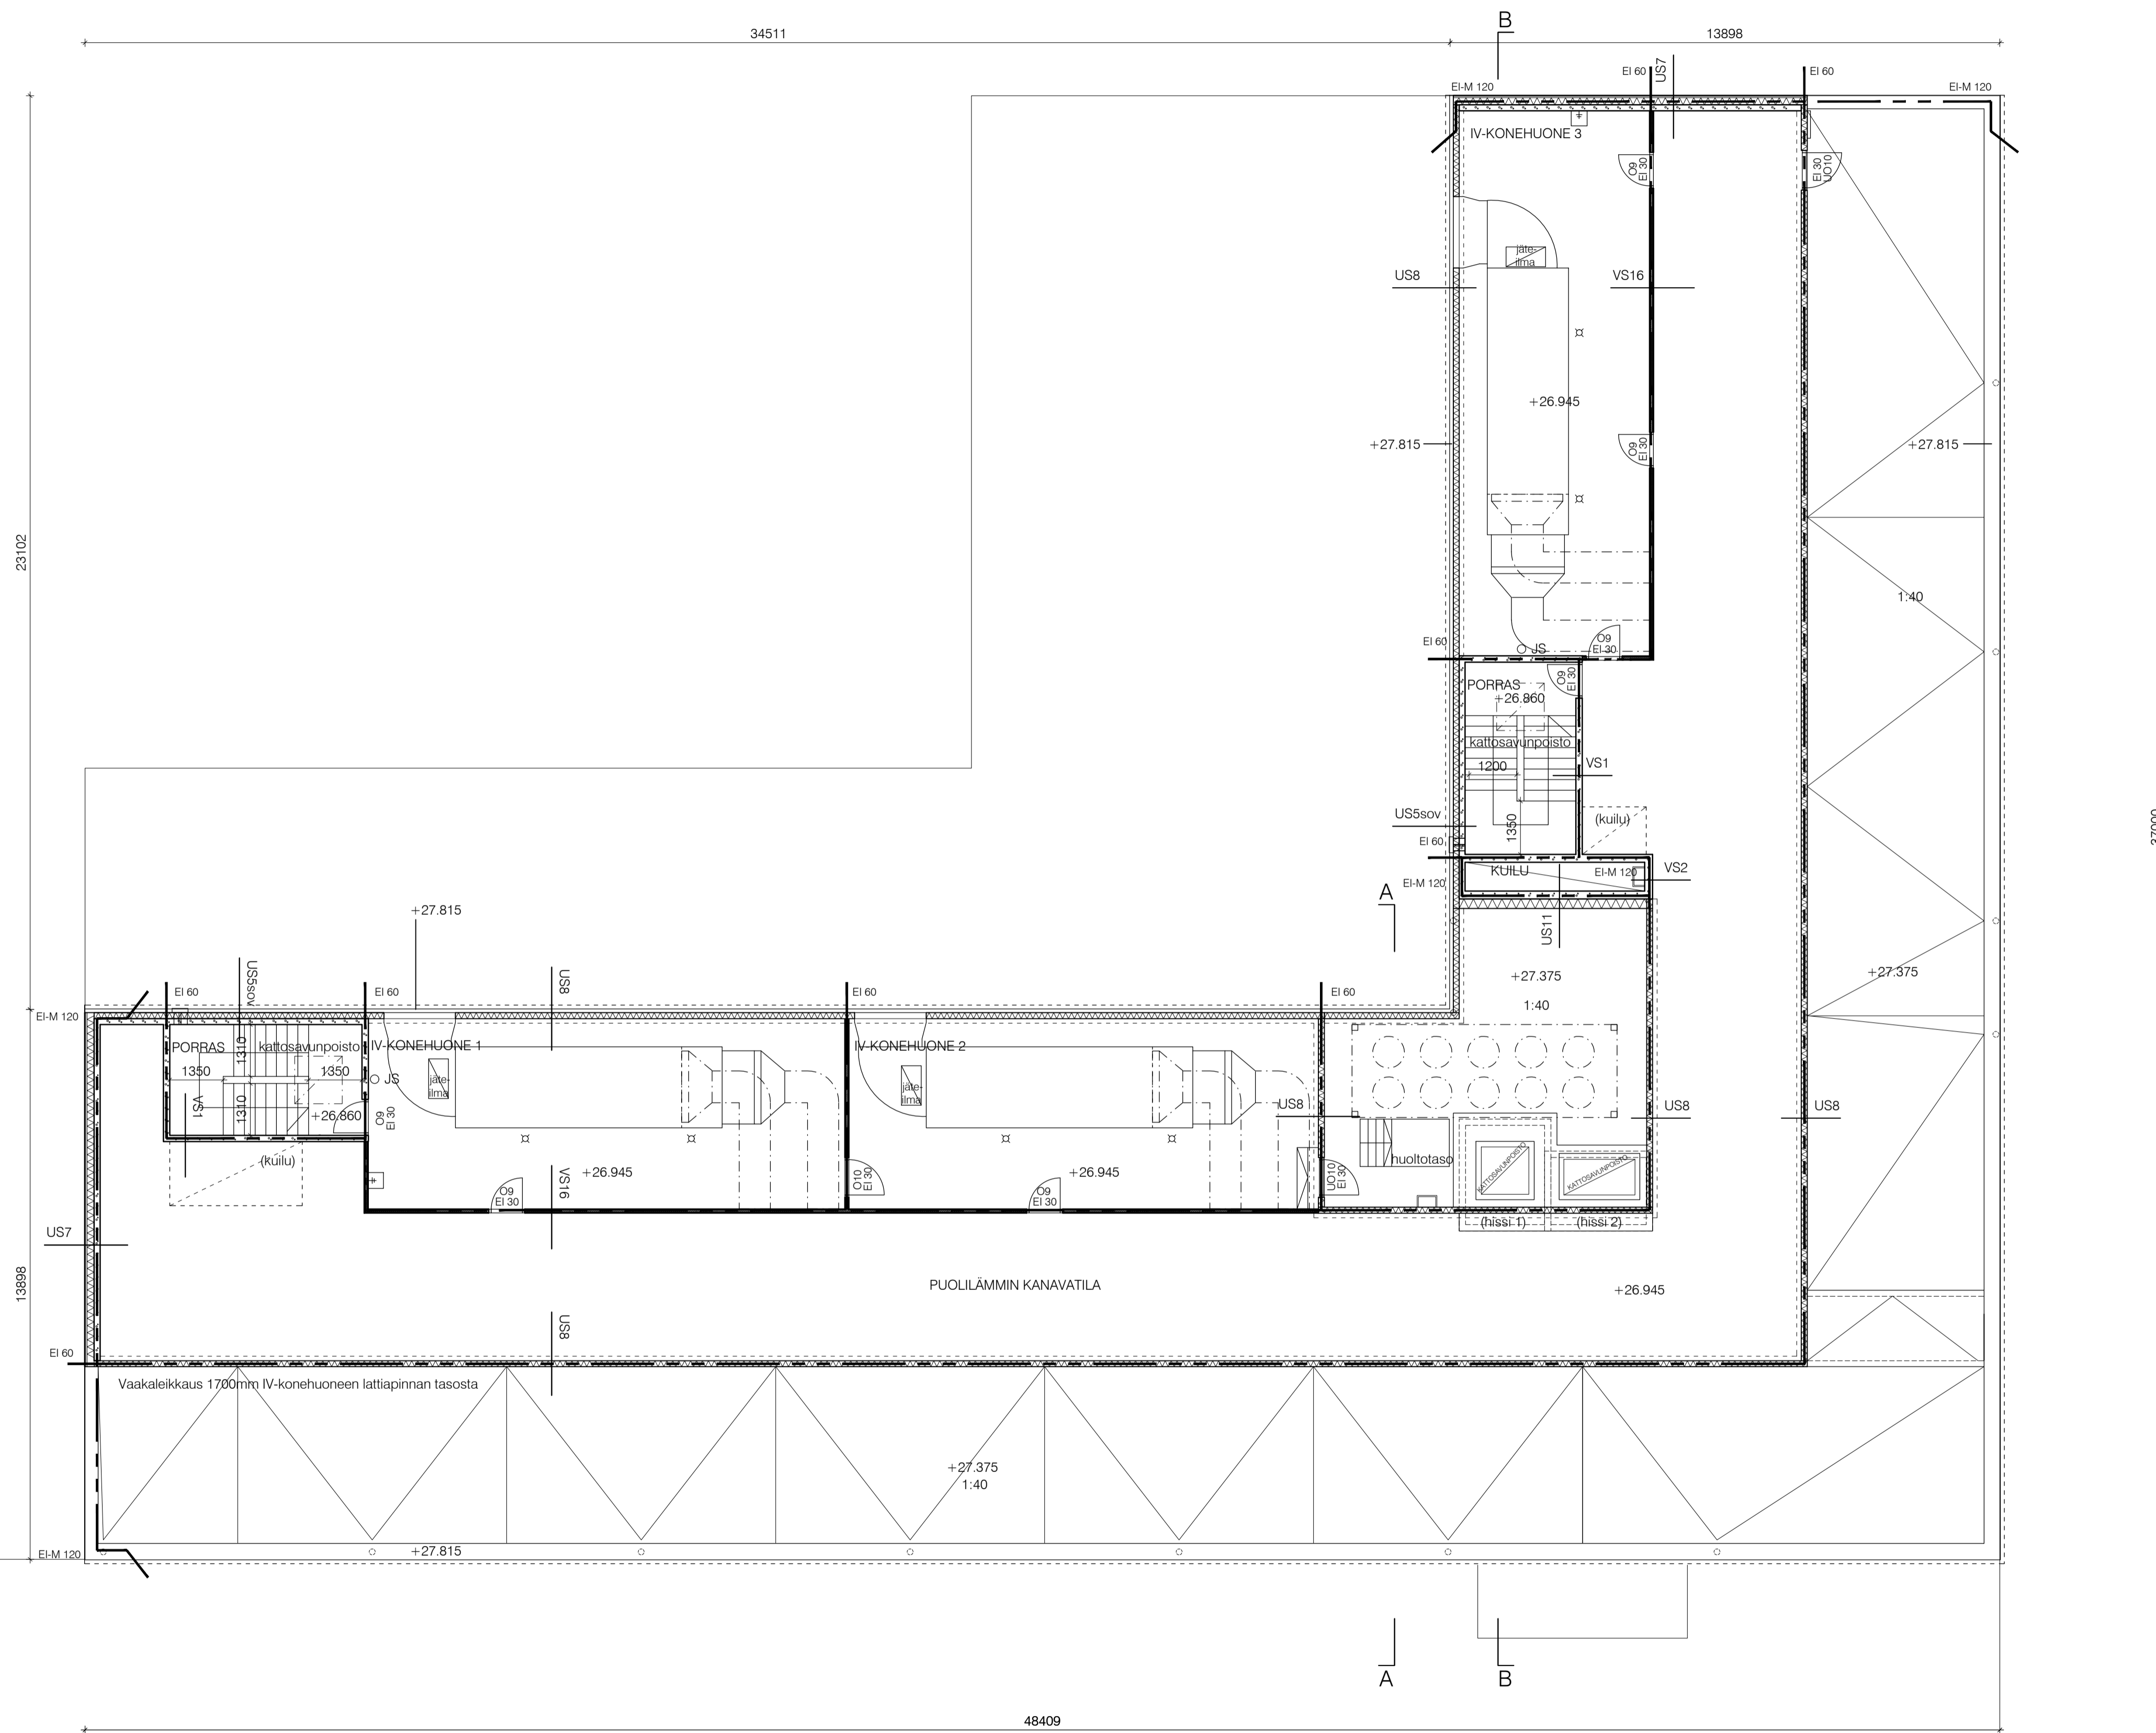 B
34511
13898
EI 60
US7
EI 60
EI-M 120
EI-M 120
IV-KONEHUONE 3
O9
EI 30
EI 30
UO10
jäte-
ilma
US8
VS16
+26.945
+27.815
O9
EI 30
+27.815
23102
1:40
EI 60
JS
O9
EI 30
PORRAS
+26.860
O9
EI 30
kattosavunpoisto
1200
VS1
US5sov
1350
(kuilu)
EI 60
KUILU
EI-M 120
VS2
EI-M 120
A
37000
+27.815
US11
US5sov
US8
+27.375
+27.375
1:40
EI 60
EI 60
EI 60
EI 60
EI-M 120
PORRAS
1310
kattosavunpoisto
IV-KONEHUONE 1
IV-KONEHUONE 2
1350
1350
JS
jäte-
ilma
jäte-
ilma
VS1
1310
+26.860
O9
EI 30
US8
US8
US8
(kuilu)
+26.945
VS16
O10
EI 30
+26.945
UO10
EI 30
huoltotaso
KATTOSAVUNPOISTO
KATTOSAVUNPOISTO
O9
EI 30
O9
EI 30
(hissi 1)
(hissi 2)
US7
13898
PUOLILÄMMIN KANAVATILA
+26.945
US8
EI 60
Vaakaleikkaus 1700mm IV-konehuoneen lattiapinnan tasosta
+27.375
1:40
EI-M 120
+27.815
A
B
48409